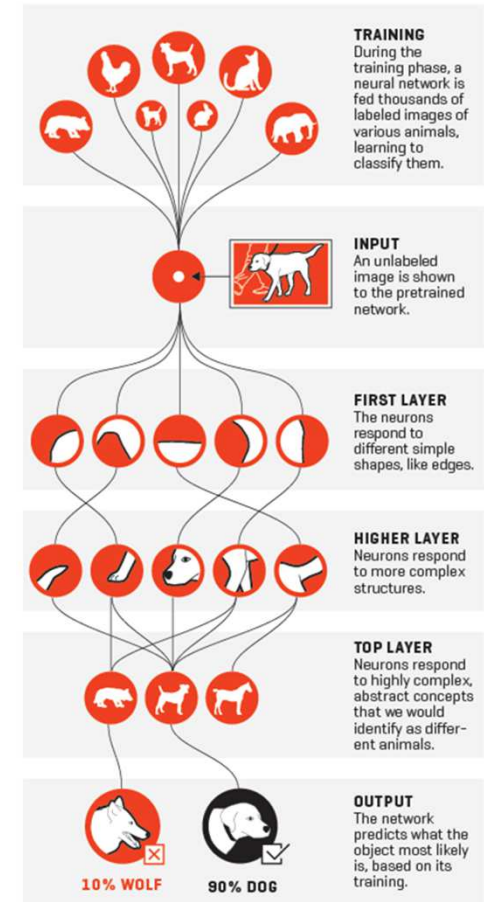 TRAINING
During the
training phase, a
neural network is
fed thousands of
labeled images of
various animals,
learning to
classify them.
INPUT
An unlabeled
image is shown
to the pretrained
network.
FIRST LAYER
The neurons
respond to
different simple
shapes, like edges.
HIGHER LAYER
Neurons respond
to more complex
structures.
TOP LAYER
Neurons respond
to highly complex,
abstract concepts
that we would
identify as differ-
ent animals.
OUTPUT
The network
predicts what the
object most likely
is, based on its
training.
10% WOLF
90% DOG